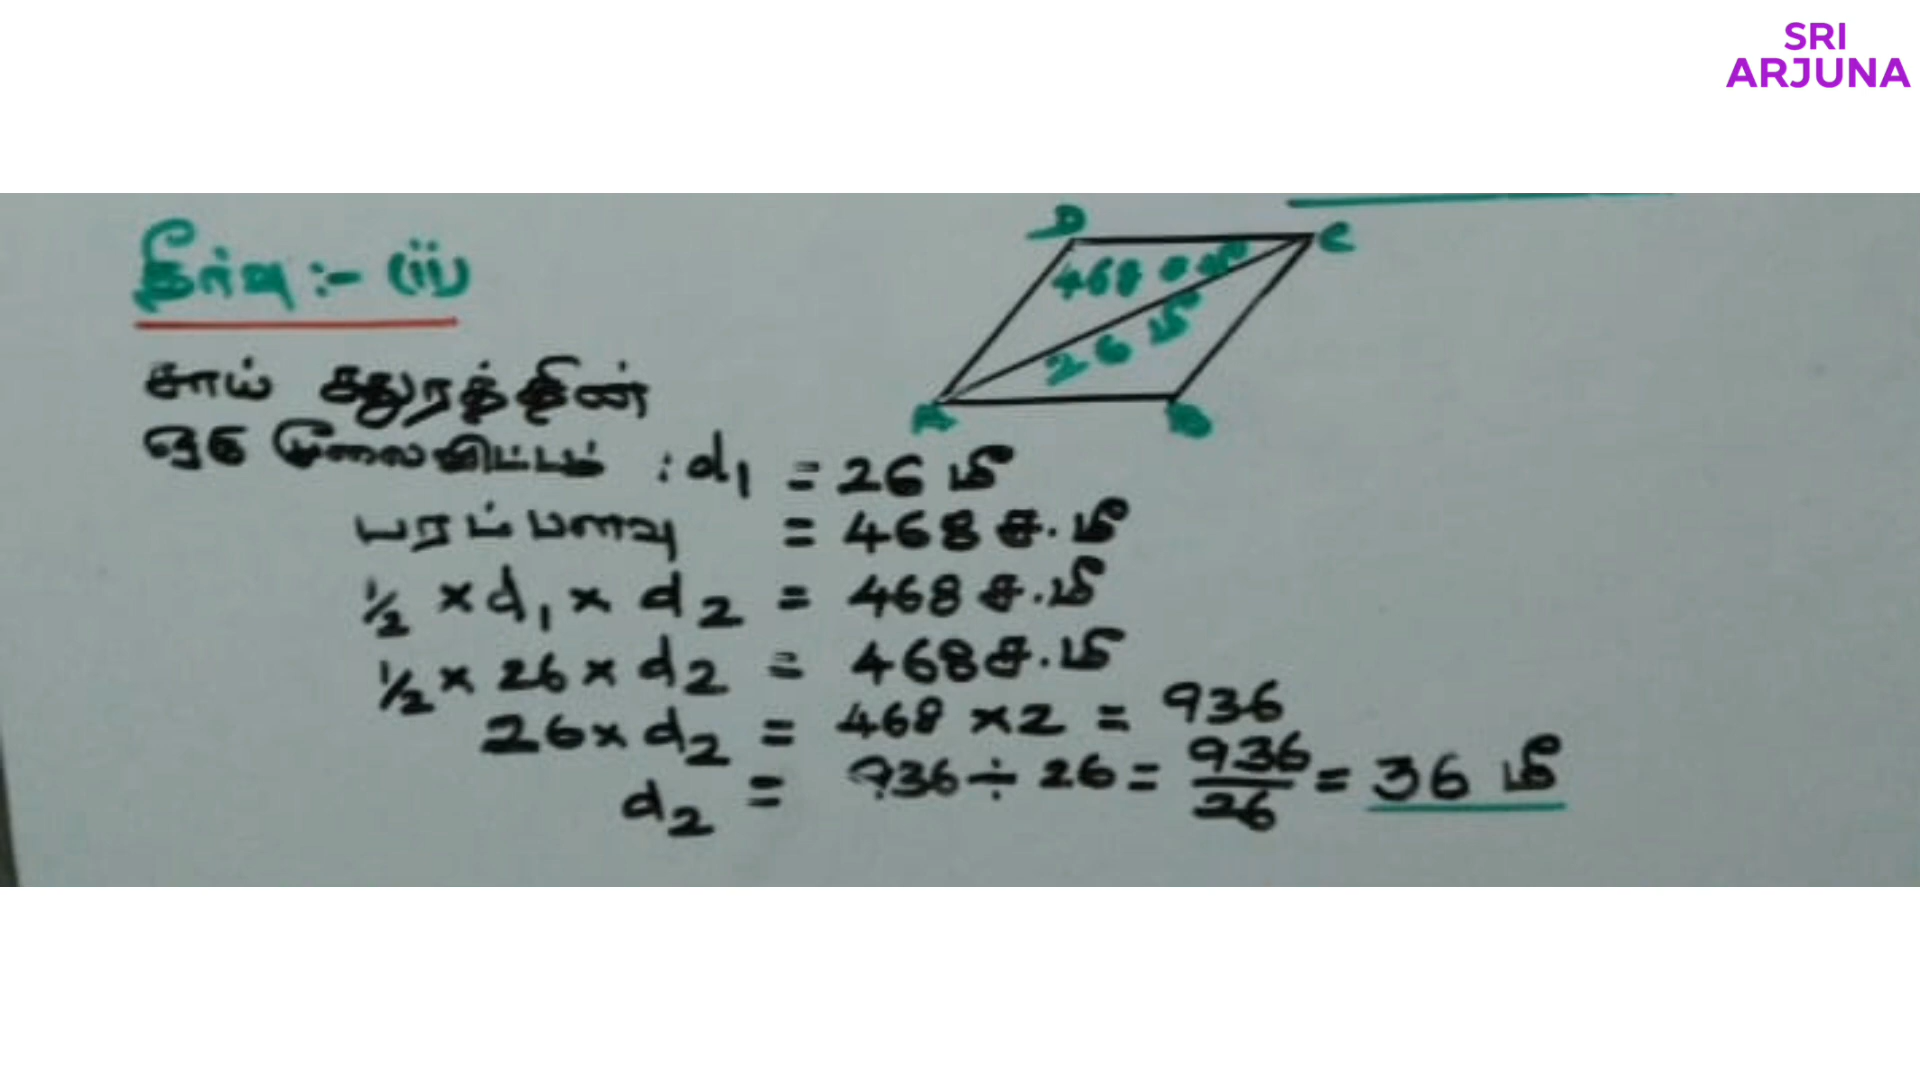 SRI
ARJUNA
தீர்வு :- (ii)
D
C
468 ச.மீ
26 மீ
A
B
சாய் சதுரத்தின்
ஒரு மூலைவிட்டம் : d₁ = 26 மீ
பரப்பளவு = 468 ச.மீ
½ × d₁ × d₂ = 468 ச.மீ
½ × 26 × d₂ = 468 ச.மீ
26 × d₂ = 468 × 2 = 936
d₂ = 936 ÷ 26 = 936/26 = 36 மீ